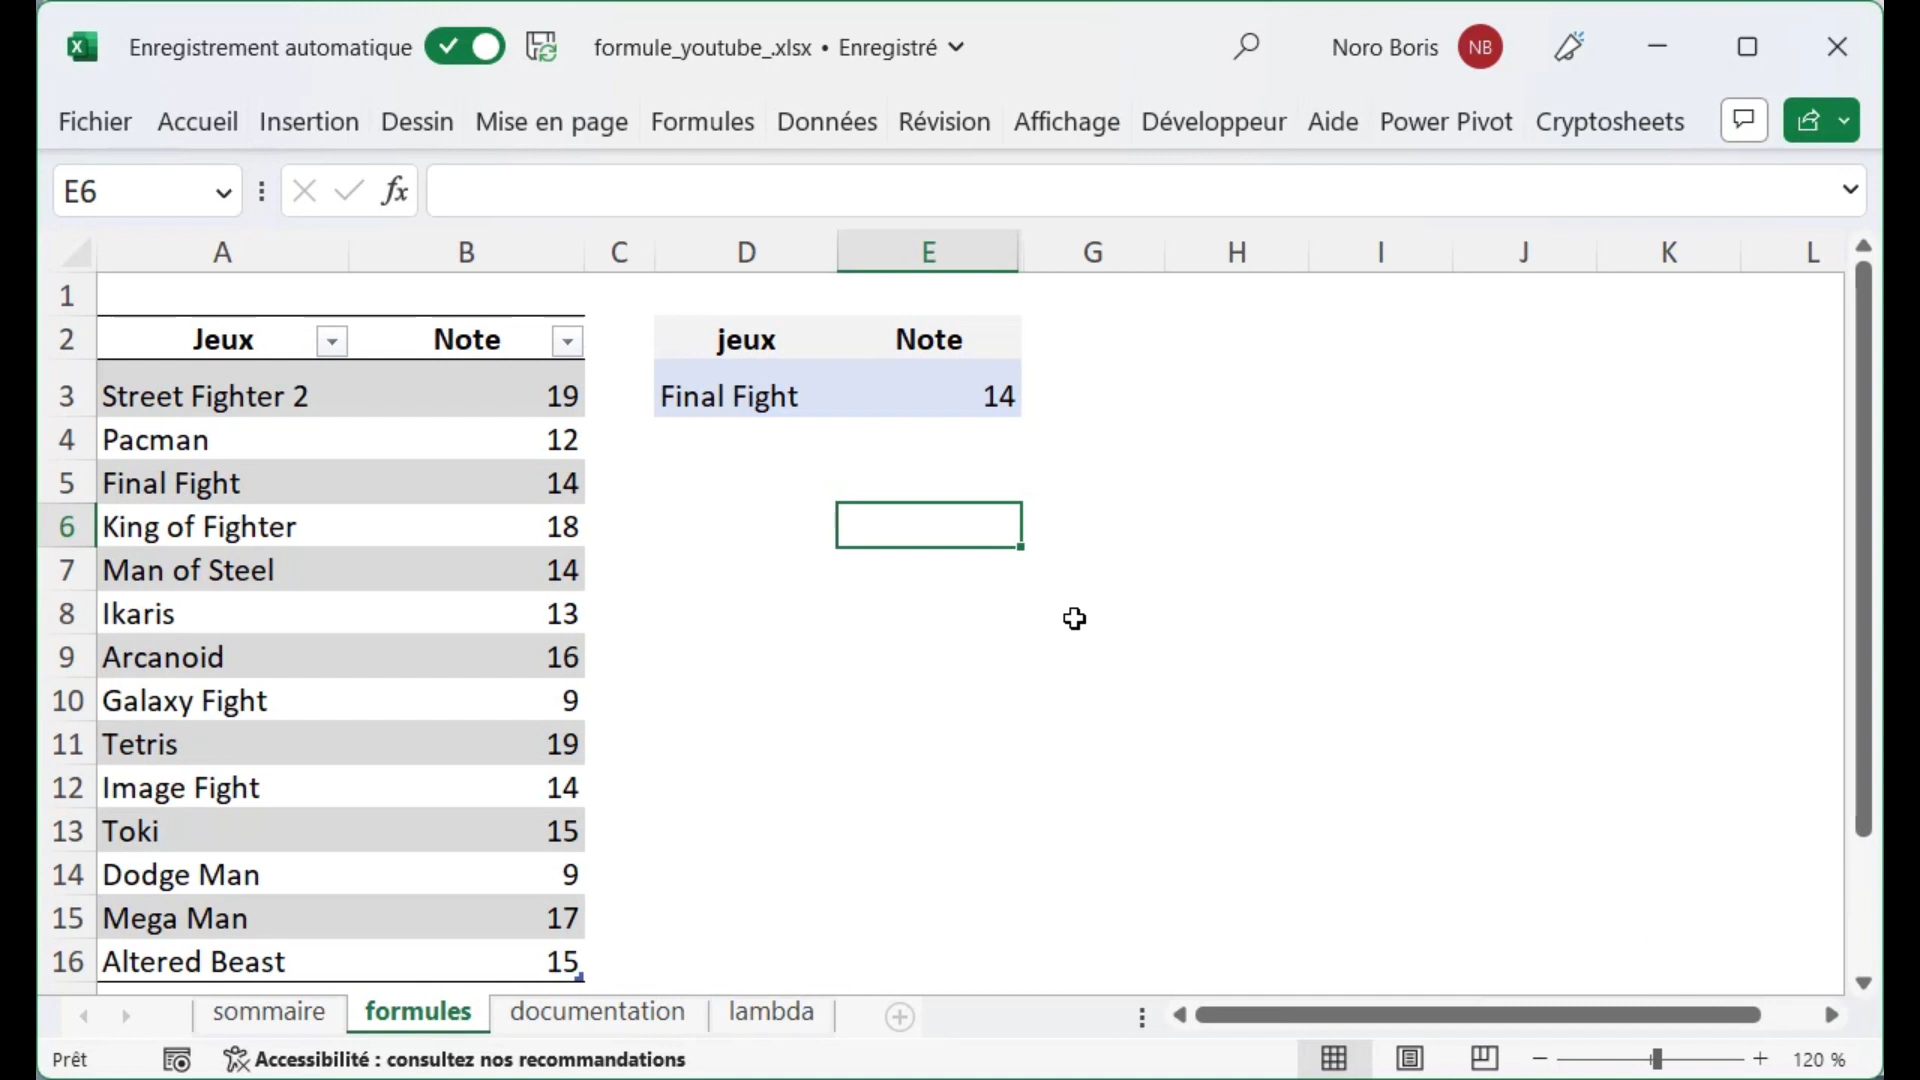 Enregistrement automatique formule_youtube_.xlsx • Enregistré Noro Boris NB
Fichier Accueil Insertion Dessin Mise en page Formules Données Révision Affichage Développeur Aide Power Pivot Cryptosheets
E6 fx
A B C D E G H I J K L
1
2 Jeux Note jeux Note
3 Street Fighter 2 19 Final Fight 14
4 Pacman 12
5 Final Fight 14
6 King of Fighter 18
7 Man of Steel 14
8 Ikaris 13
9 Arcanoid 16
10 Galaxy Fight 9
11 Tetris 19
12 Image Fight 14
13 Toki 15
14 Dodge Man 9
15 Mega Man 17
16 Altered Beast 15
sommaire formules documentation lambda
Prêt Accessibilité : consultez nos recommandations 120 %